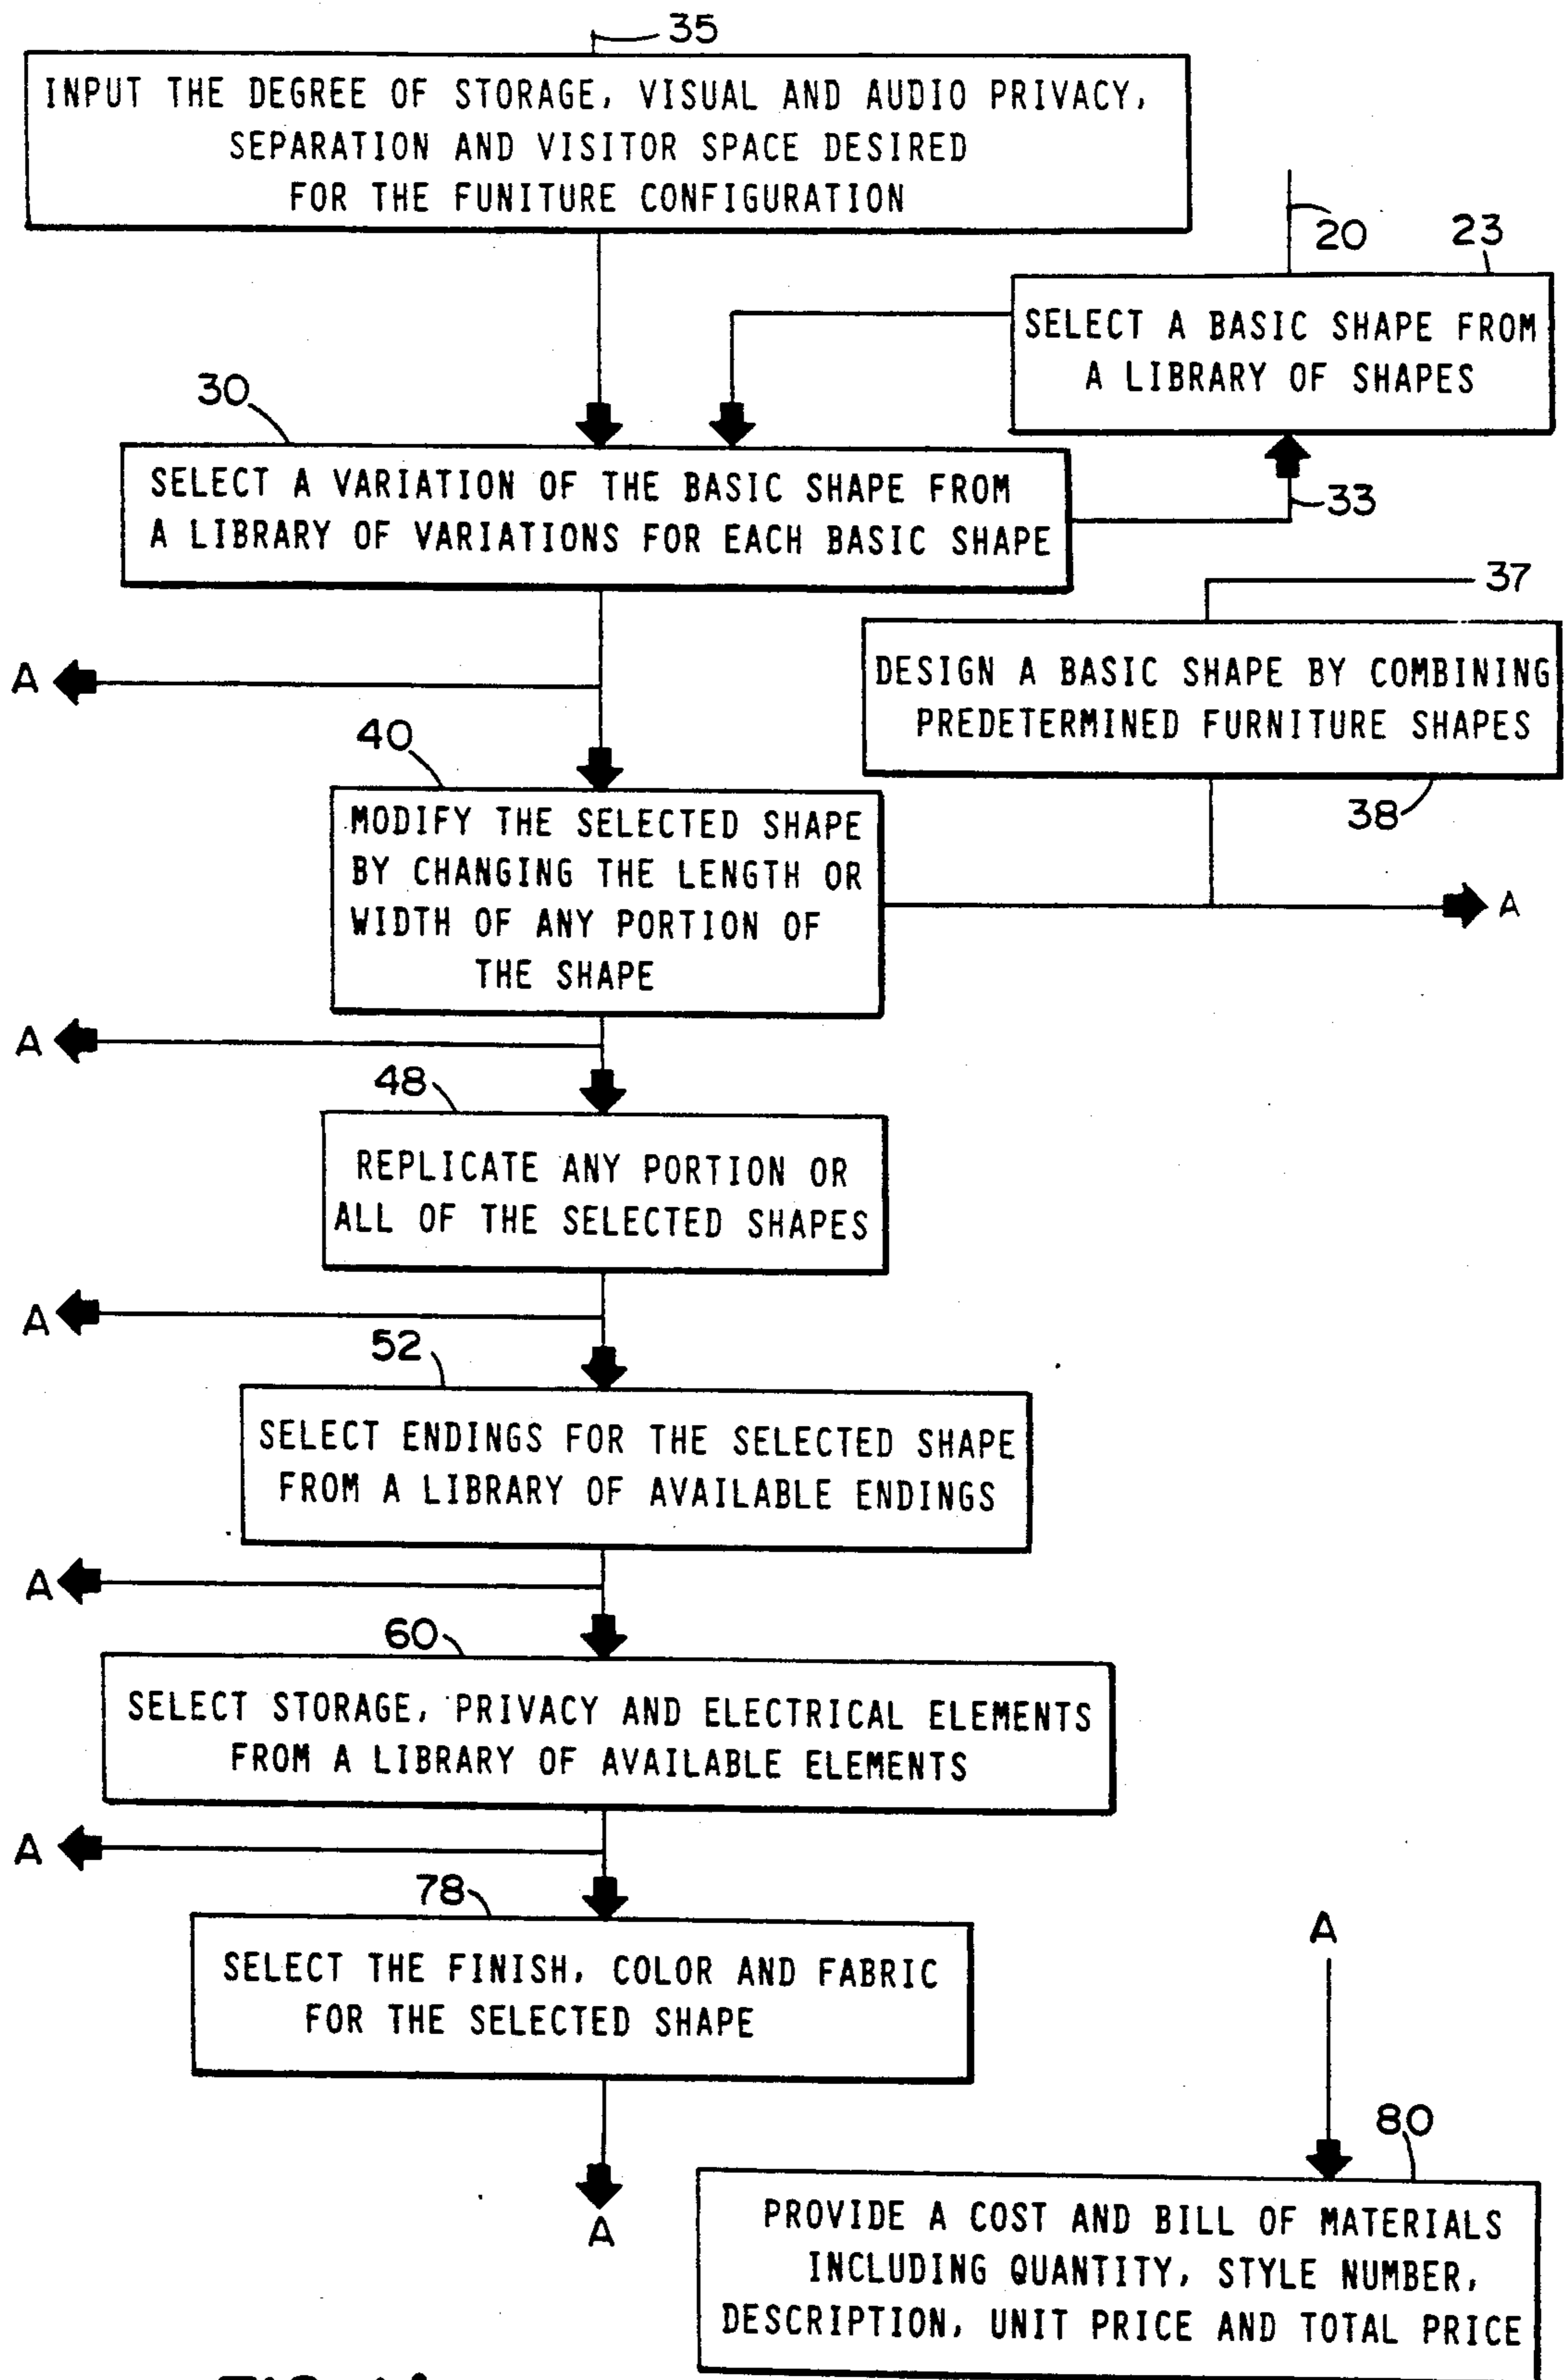 35
INPUT THE DEGREE OF STORAGE, VISUAL AND AUDIO PRIVACY,
SEPARATION AND VISITOR SPACE DESIRED
FOR THE FUNITURE CONFIGURATION
20
23
SELECT A BASIC SHAPE FROM
A LIBRARY OF SHAPES
30
SELECT A VARIATION OF THE BASIC SHAPE FROM
A LIBRARY OF VARIATIONS FOR EACH BASIC SHAPE
33
37
DESIGN A BASIC SHAPE BY COMBINING
PREDETERMINED FURNITURE SHAPES
38
A
40
MODIFY THE SELECTED SHAPE
BY CHANGING THE LENGTH OR
WIDTH OF ANY PORTION OF
THE SHAPE
A
A
48
REPLICATE ANY PORTION OR
ALL OF THE SELECTED SHAPES
A
52
SELECT ENDINGS FOR THE SELECTED SHAPE
FROM A LIBRARY OF AVAILABLE ENDINGS
A
60
SELECT STORAGE, PRIVACY AND ELECTRICAL ELEMENTS
FROM A LIBRARY OF AVAILABLE ELEMENTS
A
78
SELECT THE FINISH, COLOR AND FABRIC
FOR THE SELECTED SHAPE
A
A
80
PROVIDE A COST AND BILL OF MATERIALS
INCLUDING QUANTITY, STYLE NUMBER,
DESCRIPTION, UNIT PRICE AND TOTAL PRICE